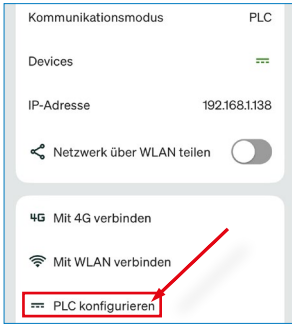 Kommunikationsmodus PLC
Devices
IP-Adresse 192.168.1.138
Netzwerk über WLAN teilen
4G Mit 4G verbinden
Mit WLAN verbinden
PLC konfigurieren